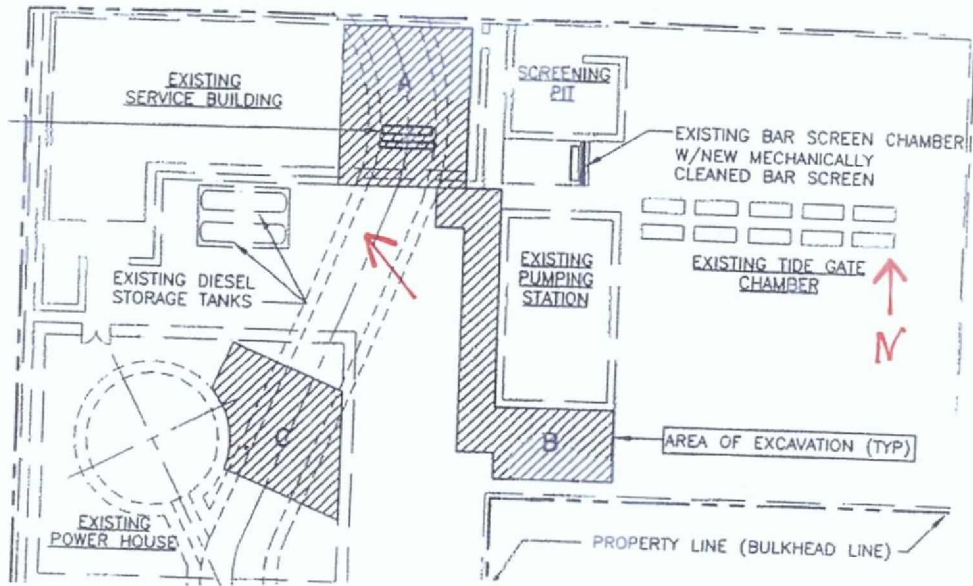 EXISTING
SERVICE BUILDING
A
SCREENING
PIT
EXISTING BAR SCREEN CHAMBER
W/NEW MECHANICALLY
CLEANED BAR SCREEN
EXISTING DIESEL
STORAGE TANKS
EXISTING
PUMPING
STATION
EXISTING TIDE GATE
CHAMBER
N
C
B
AREA OF EXCAVATION (TYP)
EXISTING
POWER HOUSE
PROPERTY LINE (BULKHEAD LINE)